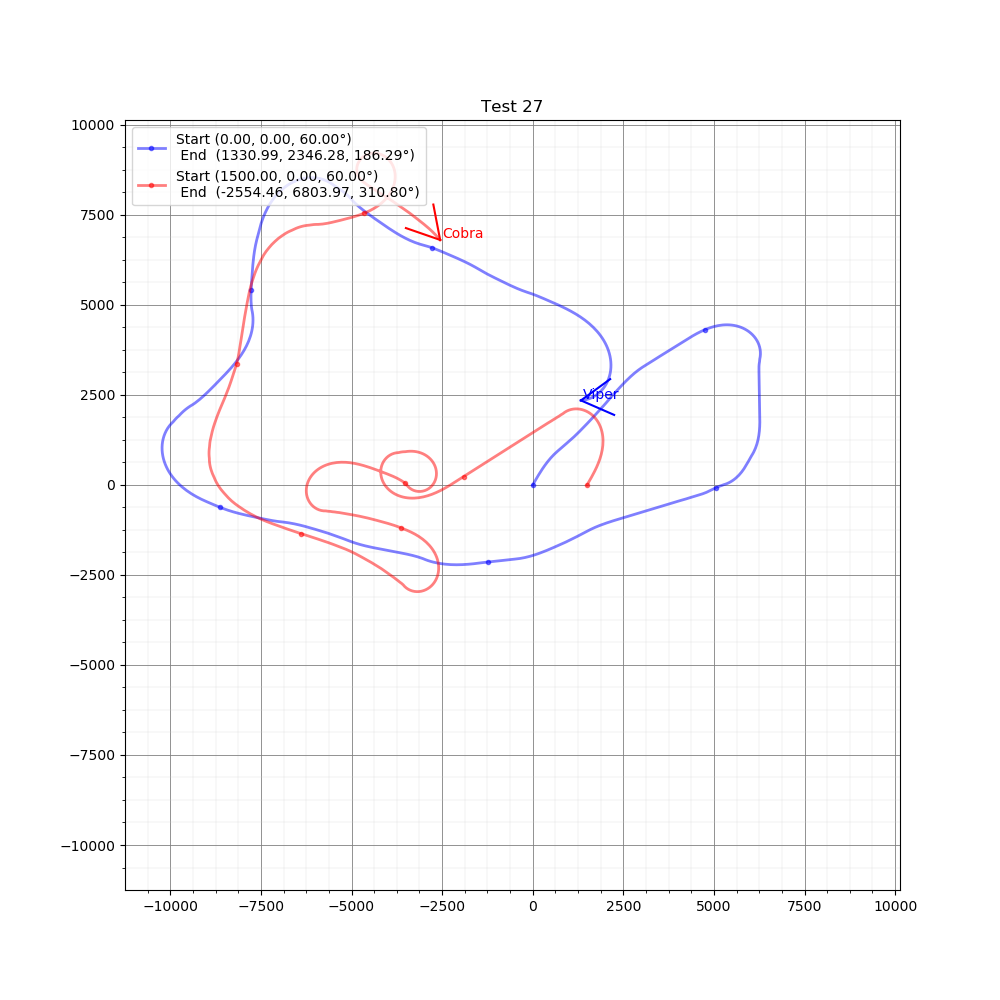 Test 27
Start (0.00, 0.00, 60.00°)
End (1330.99, 2346.28, 186.29°)
Start (1500.00, 0.00, 60.00°)
End (-2554.46, 6803.97, 310.80°)
Cobra
Viper
10000
7500
5000
2500
0
−2500
−5000
−7500
−10000
−10000 −7500 −5000 −2500 0 2500 5000 7500 10000